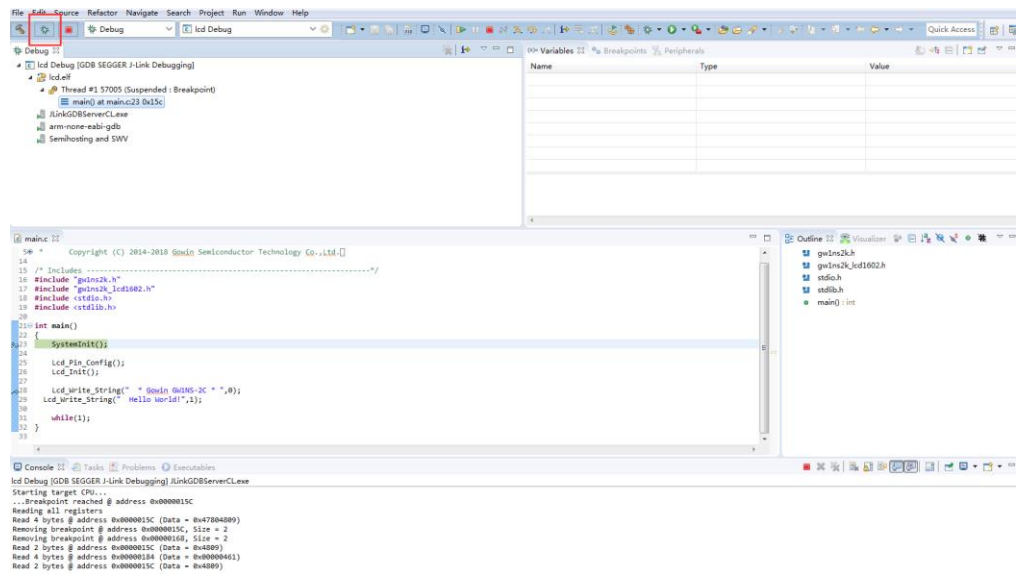 File Edit Source Refactor Navigate Search Project Run Window Help
Debug
lcd Debug
Quick Access
Debug
lcd Debug [GDB SEGGER J-Link Debugging]
lcd.elf
Thread #1 57005 (Suspended : Breakpoint)
main() at main.c:23 0x15c
JLinkGDBServerCL.exe
arm-none-eabi-gdb
Semihosting and SWV
Variables Breakpoints Peripherals
Name Type Value
main.c
5 * Copyright (C) 2014-2018 Gowin Semiconductor Technology Co.,Ltd.
14
15 /* Includes ------------------------------------------------------------------*/
16 #include "gw1ns2k.h"
17 #include "gw1ns2k_lcd1602.h"
18 #include <stdio.h>
19 #include <stdlib.h>
20
21 int main()
22 {
23 SystemInit();
24
25 Lcd_Pin_Config();
26 Lcd_Init();
27
28 Lcd_Write_String(" * Gowin GW1NS-2C * ",0);
29 Lcd_Write_String(" Hello World!",1);
30
31 while(1);
32 }
33
Outline Visualizer
gw1ns2k.h
gw1ns2k_lcd1602.h
stdio.h
stdlib.h
main() : int
Console Tasks Problems Executables
lcd Debug [GDB SEGGER J-Link Debugging] JLinkGDBServerCL.exe
Starting target CPU...
...Breakpoint reached @ address 0x0000015C
Reading all registers
Read 4 bytes @ address 0x0000015C (Data = 0x47804809)
Removing breakpoint @ address 0x0000015C, Size = 2
Removing breakpoint @ address 0x00000168, Size = 2
Read 2 bytes @ address 0x0000015C (Data = 0x4809)
Read 4 bytes @ address 0x00000184 (Data = 0x00000461)
Read 2 bytes @ address 0x0000015C (Data = 0x4809)